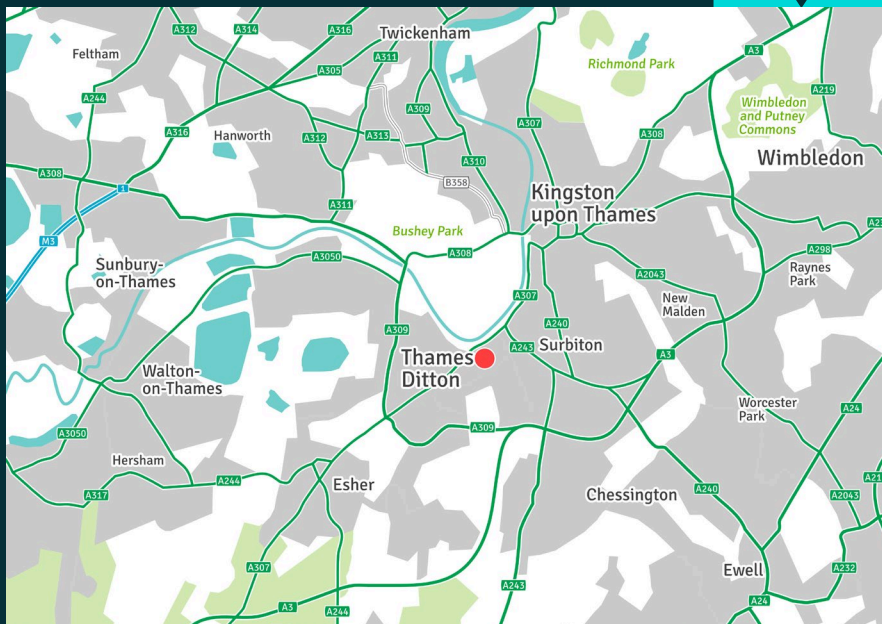 A312
A314
A316
Twickenham
A3
Feltham
A311
A305
Richmond Park
A244
A309
A219
Wimbledon
and Putney
Commons
A316
Hanworth
A312
A313
A307
A308
Wimbledon
A308
A310
B358
1
Kingston
upon Thames
A311
M3
Bushey Park
A3050
A308
A298
Sunbury-
on-Thames
A2043
Raynes
Park
A307
New
Malden
A309
A240
A243
Surbiton
A3
Thames
Ditton
Walton-
on-Thames
Worcester
Park
A24
A3050
A309
Hersham
A244
Esher
A317
Chessington
A240
A2043
A21
A307
Ewell
A232
A243
A3
A244
A24